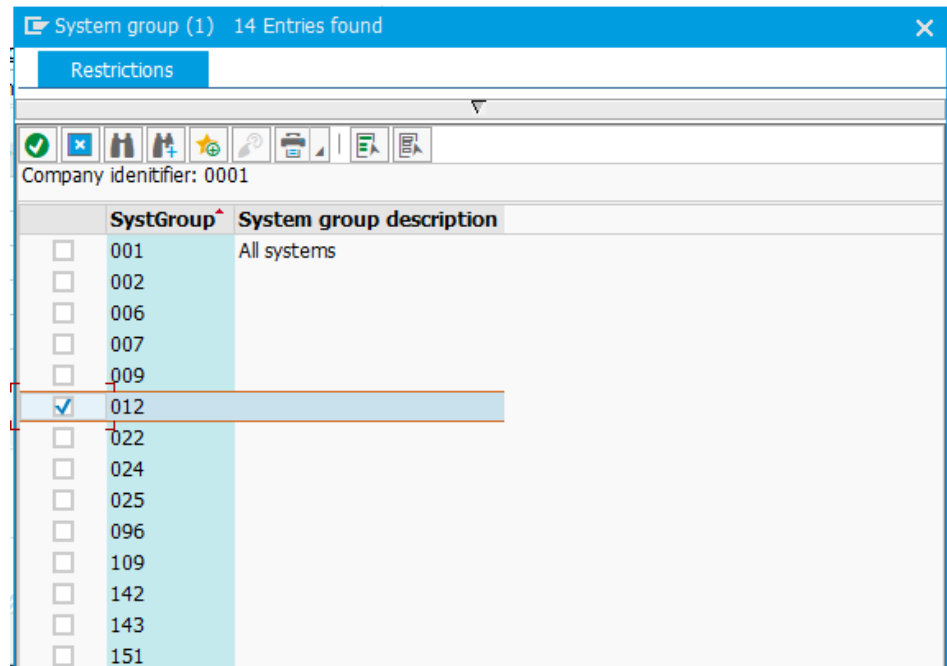 System group (1) 14 Entries found
Restrictions
Company idenitifier: 0001
SystGroup System group description
001 All systems
002
006
007
009
012
022
024
025
096
109
142
143
151